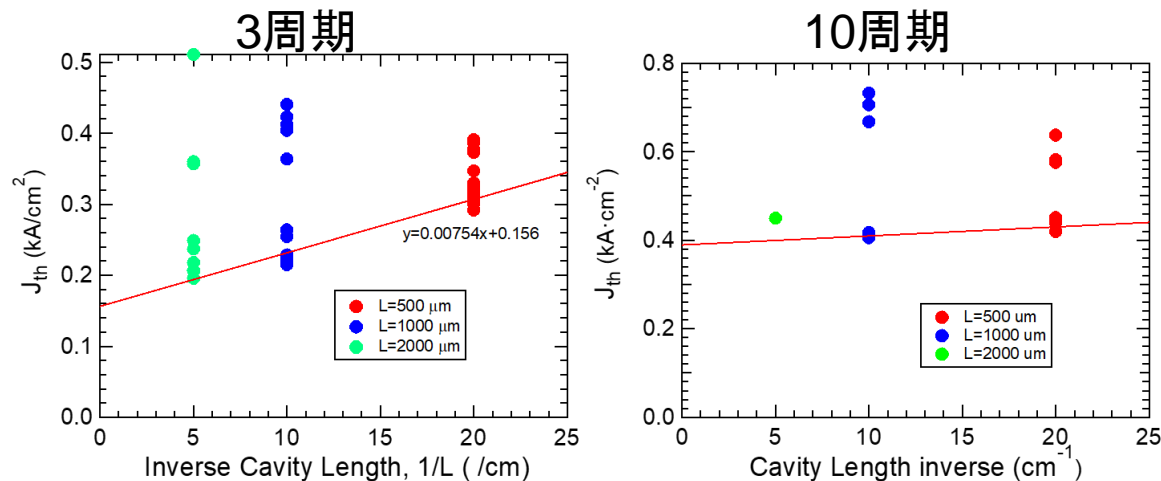 3周期
0.5
0.4
0.3
0.2
0.1
0.0
J_th (kA/cm^2)
y=0.00754x+0.156
L=500 μm
L=1000 μm
L=2000 μm
0 5 10 15 20 25
Inverse Cavity Length, 1/L ( /cm)
10周期
0.8
0.6
0.4
0.2
0.0
J_th (kA·cm^-2)
L=500 um
L=1000 um
L=2000 um
0 5 10 15 20 25
Cavity Length inverse (cm^-1)